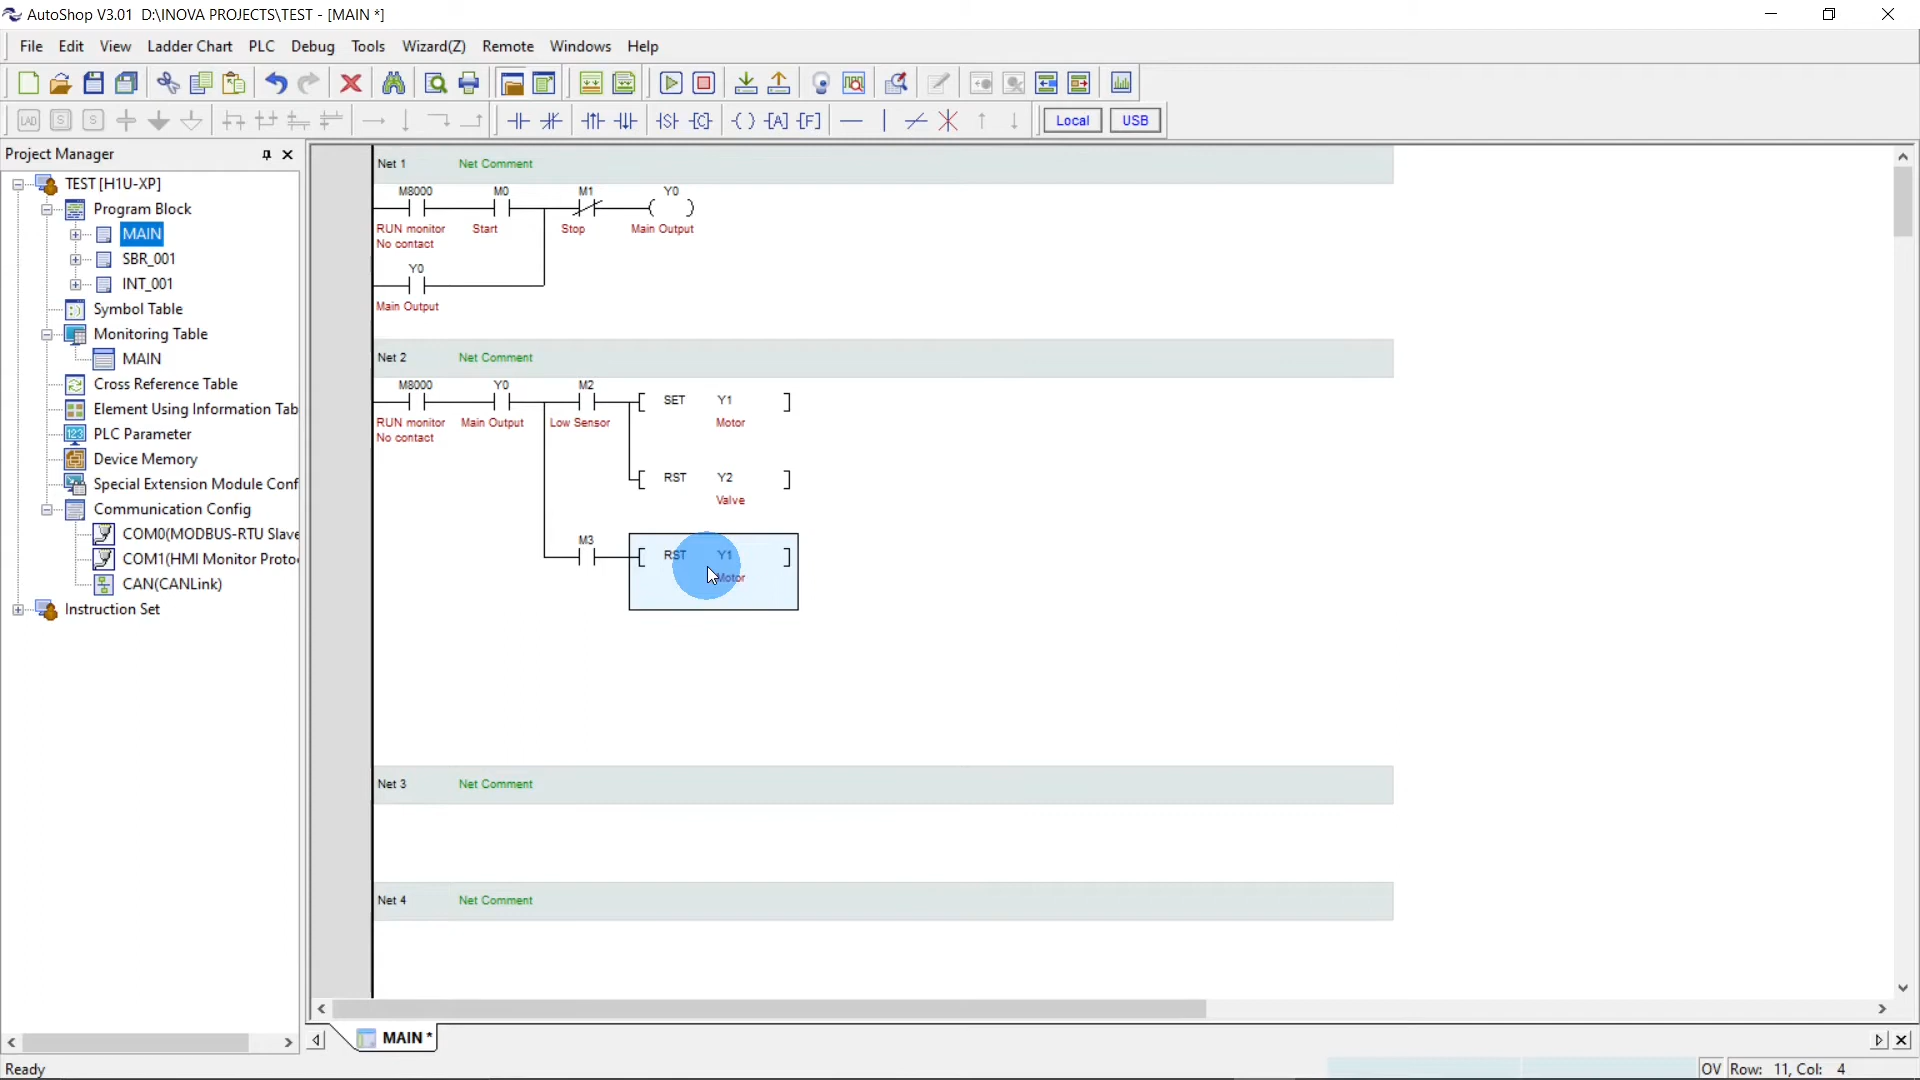 AutoShop V3.01 D:\INOVA PROJECTS\TEST - [MAIN *]
File Edit View Ladder Chart PLC Debug Tools Wizard(Z) Remote Windows Help
LAD S S
S C ( ) [A] [F] Local USB
Project Manager
TEST [H1U-XP]
Program Block
MAIN
SBR_001
INT_001
Symbol Table
Monitoring Table
MAIN
Cross Reference Table
Element Using Information Tab
PLC Parameter
Device Memory
Special Extension Module Conf
Communication Config
COM0(MODBUS-RTU Slave
COM1(HMI Monitor Proto
CAN(CANLink)
Instruction Set
Net 1 Net Comment
M8000 M0 M1 Y0
RUN monitor Start Stop Main Output
No contact
Y0
Main Output
Net 2 Net Comment
M8000 Y0 M2
SET Y1
RUN monitor Main Output Low Sensor Motor
No contact
RST Y2
Valve
M3
RST Y1
Motor
Net 3 Net Comment
Net 4 Net Comment
MAIN *
Ready OV Row: 11, Col: 4